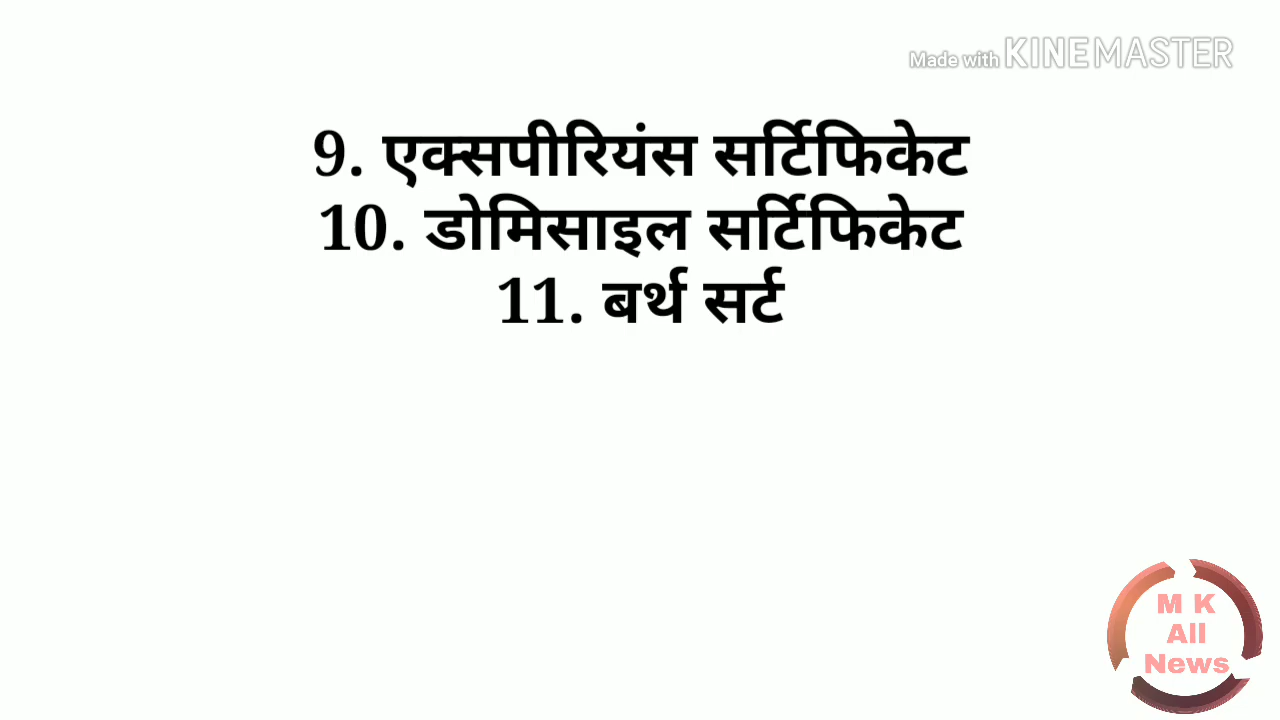 Made with KINEMASTER
9. एक्सपीरियंस सर्टिफिकेट
10. डोमिसाइल सर्टिफिकेट
11. बर्थ सर्ट
M K
All
News